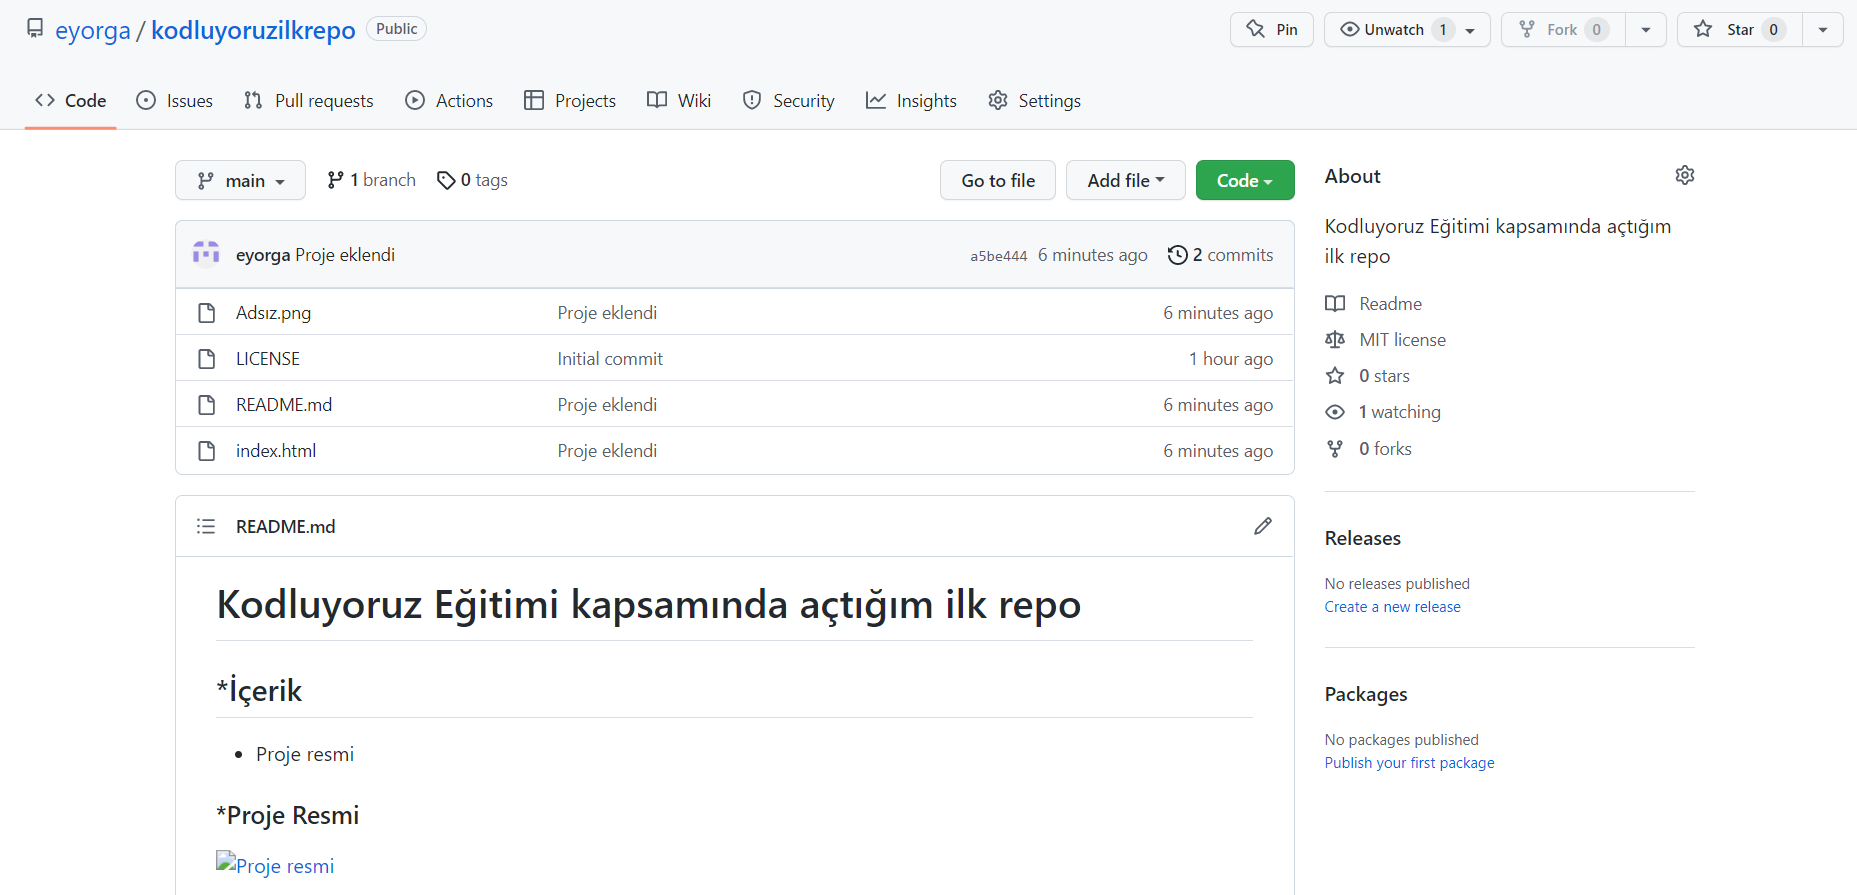 eyorga / kodluyoruzilkrepo Public
Pin Unwatch 1 Fork 0 Star 0
Code Issues Pull requests Actions Projects Wiki Security Insights Settings
main 1 branch 0 tags Go to file Add file Code
eyorga Proje eklendi a5be444 6 minutes ago 2 commits
Adsız.png Proje eklendi 6 minutes ago
LICENSE Initial commit 1 hour ago
README.md Proje eklendi 6 minutes ago
index.html Proje eklendi 6 minutes ago
README.md
Kodluyoruz Eğitimi kapsamında açtığım ilk repo
*İçerik
Proje resmi
*Proje Resmi
Proje resmi
About
Kodluyoruz Eğitimi kapsamında açtığım
ilk repo
Readme
MIT license
0 stars
1 watching
0 forks
Releases
No releases published
Create a new release
Packages
No packages published
Publish your first package